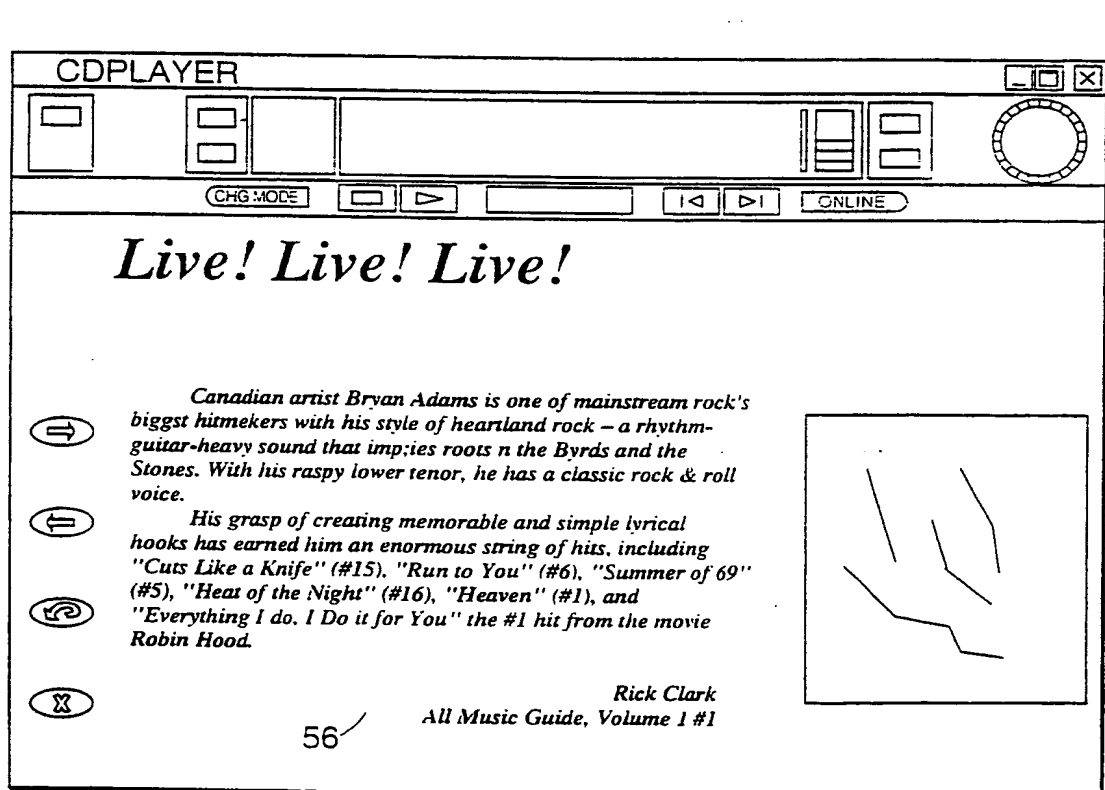 CDPLAYER
CHG MODE
ONLINE
Live! Live! Live!
Canadian artist Bryan Adams is one of mainstream rock's
biggst hitmekers with his style of heartland rock – a rhythm-
guitar-heavy sound that imp;ies roots n the Byrds and the
Stones. With his raspy lower tenor, he has a classic rock & roll
voice.
His grasp of creating memorable and simple lyrical
hooks has earned him an enormous string of hits, including
"Cuts Like a Knife" (#15), "Run to You" (#6), "Summer of 69"
(#5), "Heat of the Night" (#16), "Heaven" (#1), and
"Everything I do, I Do it for You" the #1 hit from the movie
Robin Hood.
Rick Clark
All Music Guide, Volume 1 #1
56